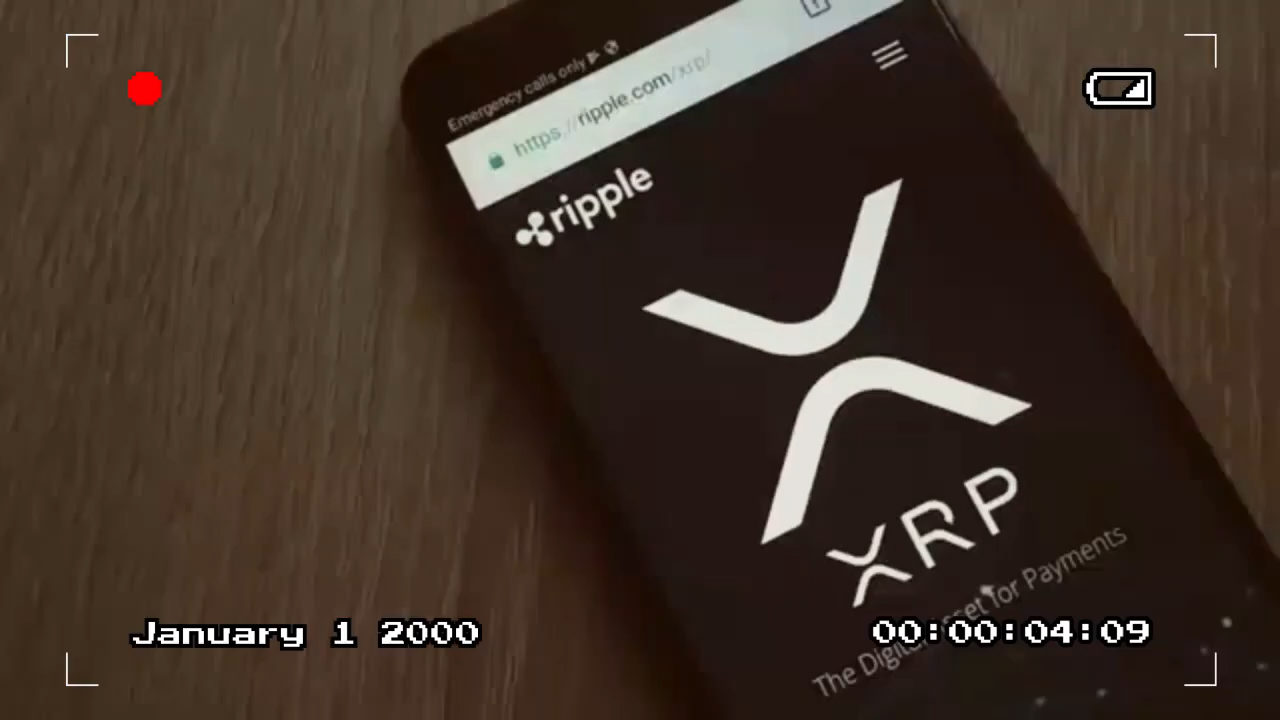 Emergency calls only
https://ripple.com/xrp/
ripple
XRP
The Digital Asset for Payments
January 1 2000
00:00:04:09